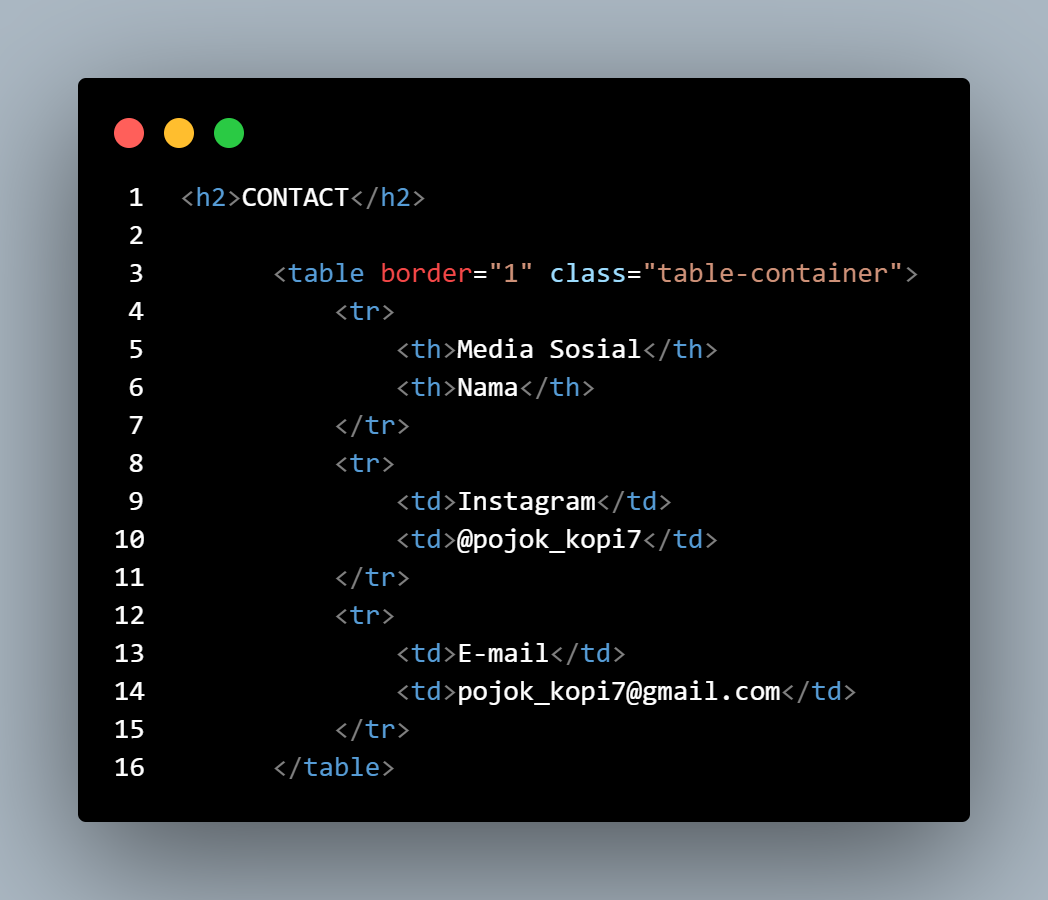 1 <h2>CONTACT</h2>
2
3 <table border="1" class="table-container">
4 <tr>
5 <th>Media Sosial</th>
6 <th>Nama</th>
7 </tr>
8 <tr>
9 <td>Instagram</td>
10 <td>@pojok_kopi7</td>
11 </tr>
12 <tr>
13 <td>E-mail</td>
14 <td>pojok_kopi7@gmail.com</td>
15 </tr>
16 </table>